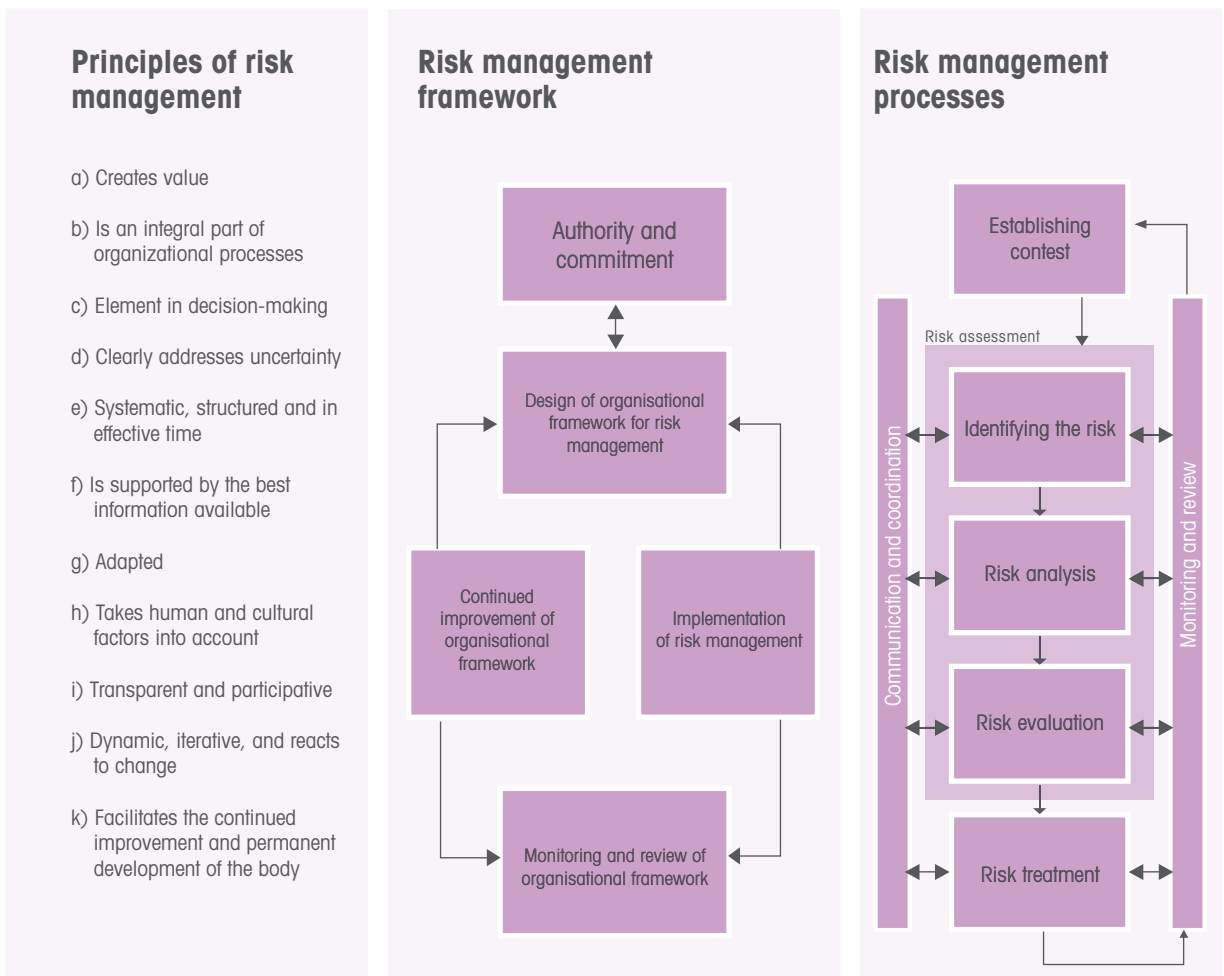 Principles of risk
management
a) Creates value
b) Is an integral part of
organizational processes
c) Element in decision-making
d) Clearly addresses uncertainty
e) Systematic, structured and in
effective time
f) Is supported by the best
information available
g) Adapted
h) Takes human and cultural
factors into account
i) Transparent and participative
j) Dynamic, iterative, and reacts
to change
k) Facilitates the continued
improvement and permanent
development of the body
Risk management
framework
Authority and
commitment
Design of organisational
framework for risk
management
Continued
improvement of
organisational
framework
Implementation
of risk management
Monitoring and review of
organisational framework
Risk management
processes
Establishing
contest
Risk assessment
Communication and coordination
Identifying the risk
Risk analysis
Risk evaluation
Risk treatment
Monitoring and review